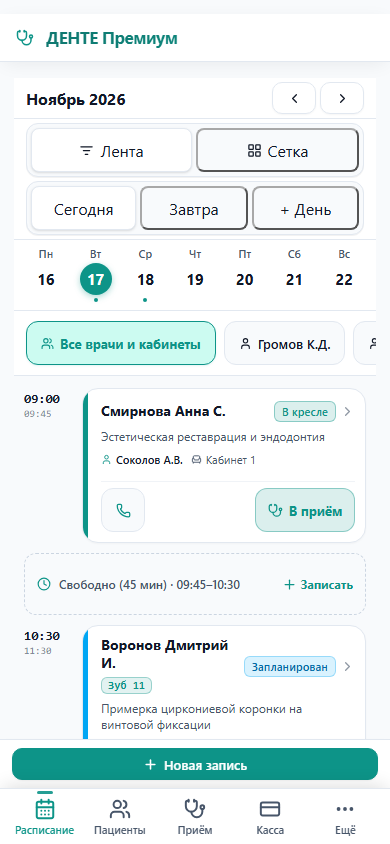 ДЕНТЕ Премиум
Ноябрь 2026
Лента
Сетка
Сегодня
Завтра
+ День
Пн Вт Ср Чт Пт Сб Вс
16 17 18 19 20 21 22
Все врачи и кабинеты
Громов К.Д.
09:00
09:45
Смирнова Анна С.
В кресле
Эстетическая реставрация и эндодонтия
Соколов А.В. Кабинет 1
В приём
Свободно (45 мин) · 09:45–10:30
+ Записать
10:30
11:30
Воронов Дмитрий
И.
Запланирован
Зуб 11
Примерка циркониевой коронки на
винтовой фиксации
+ Новая запись
Расписание
Пациенты
Приём
Касса
Ещё